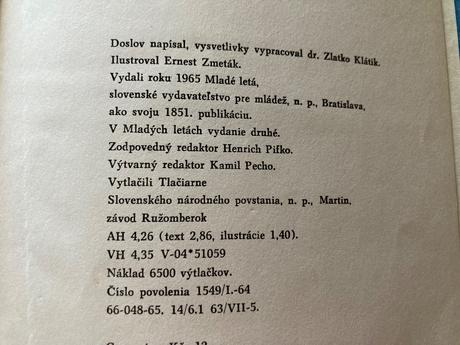 Doslov napísal, vysvetlivky vypracoval dr. Zlatko Klátik.
Ilustroval Ernest Zmeták.
Vydali roku 1965 Mladé letá,
slovenské vydavateľstvo pre mládež, n. p., Bratislava,
ako svoju 1851. publikáciu.
V Mladých letách vydanie druhé.
Zodpovedný redaktor Henrich Pifko.
Výtvarný redaktor Kamil Pecho.
Vytlačili Tlačiarne
Slovenského národného povstania, n. p., Martin,
závod Ružomberok
AH 4,26 (text 2,86, ilustrácie 1,40).
VH 4,35 V-04*51059
Náklad 6500 výtlačkov.
Číslo povolenia 1549/I.-64
66-048-65. 14/6.1 63/VII-5.